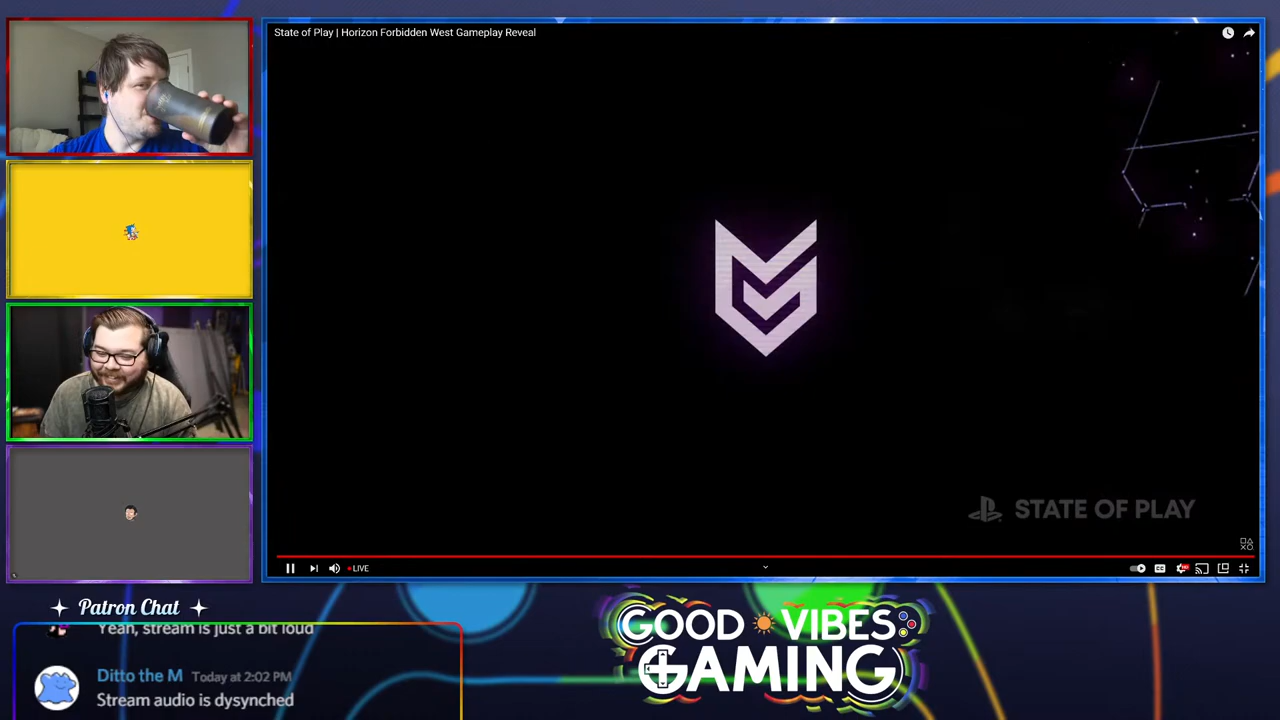 State of Play | Horizon Forbidden West Gameplay Reveal
STATE OF PLAY
LIVE
Patron Chat
Yeah, stream is just a bit loud
Ditto the M Today at 2:02 PM
Stream audio is dysynched
GOOD VIBES
GAMING